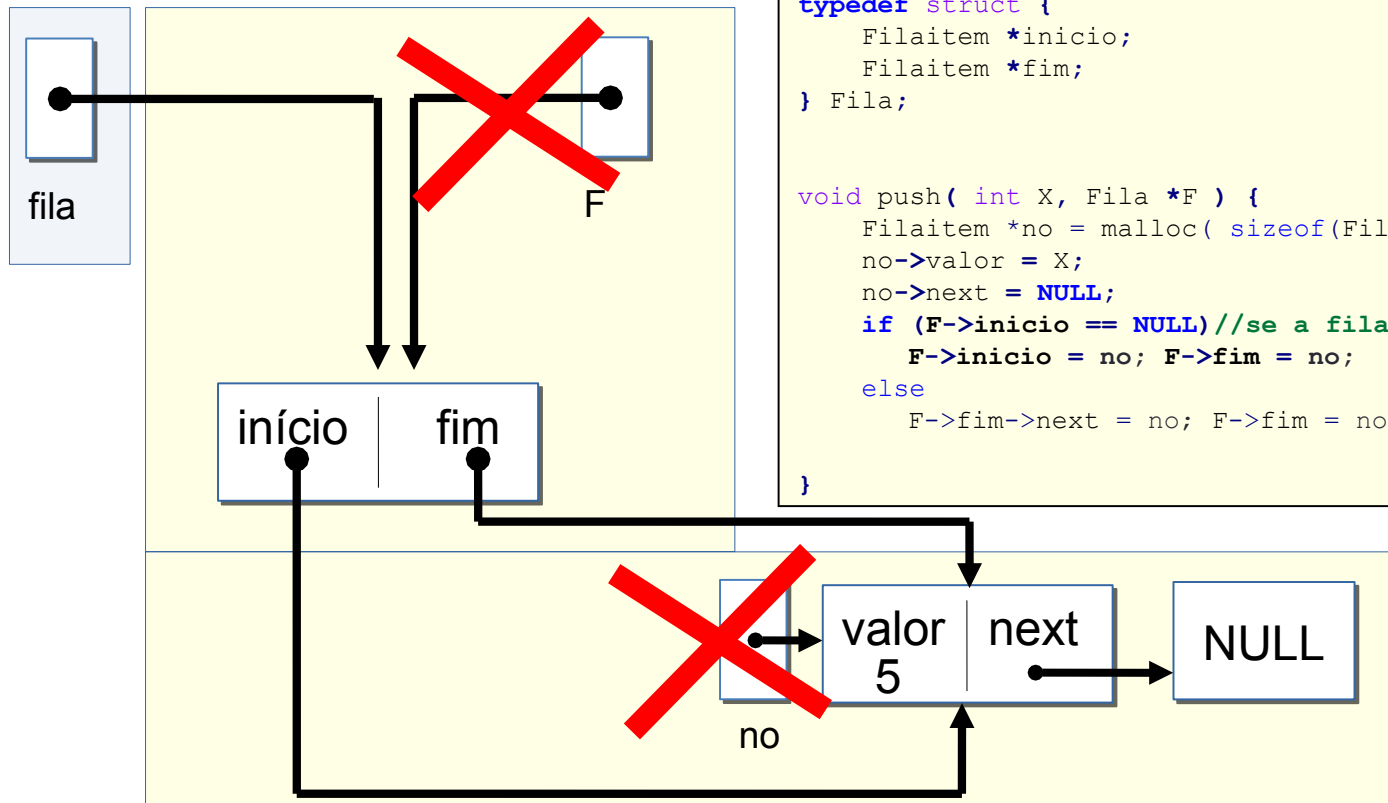 typedef struct {
Filaitem *inicio;
Filaitem *fim;
} Fila;
void push( int X, Fila *F ) {
Filaitem *no = malloc( sizeof(Fil
no->valor = X;
no->next = NULL;
if (F->inicio == NULL)//se a fila
F->inicio = no; F->fim = no;
else
F->fim->next = no; F->fim = no
}
fila
F
início fim
valor next
5
NULL
no